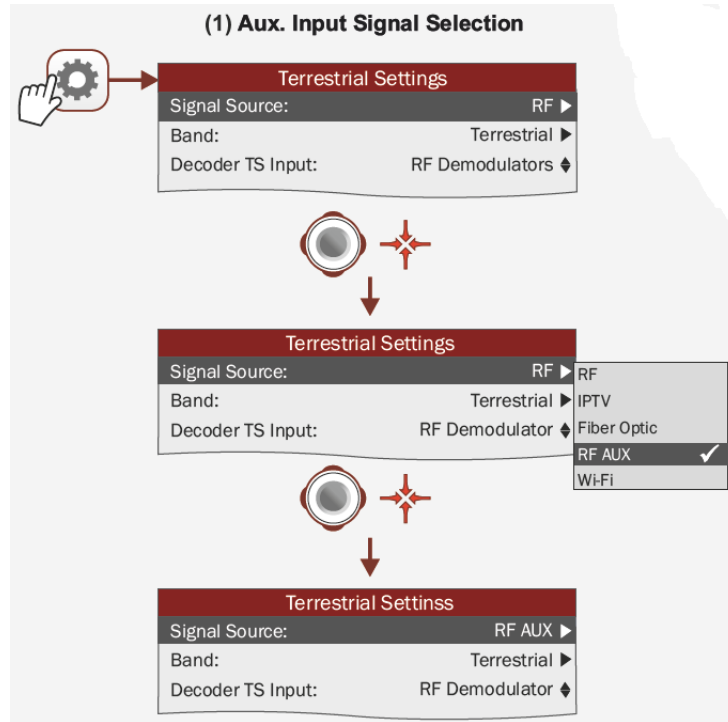 (1) Aux. Input Signal Selection
Terrestrial Settings
Signal Source: RF
Band: Terrestrial
Decoder TS Input: RF Demodulators
Terrestrial Settings
Signal Source: RF
Band: Terrestrial
Decoder TS Input: RF Demodulator
RF
IPTV
Fiber Optic
RF AUX
Wi-Fi
Terrestrial Settinss
Signal Source: RF AUX
Band: Terrestrial
Decoder TS Input: RF Demodulator